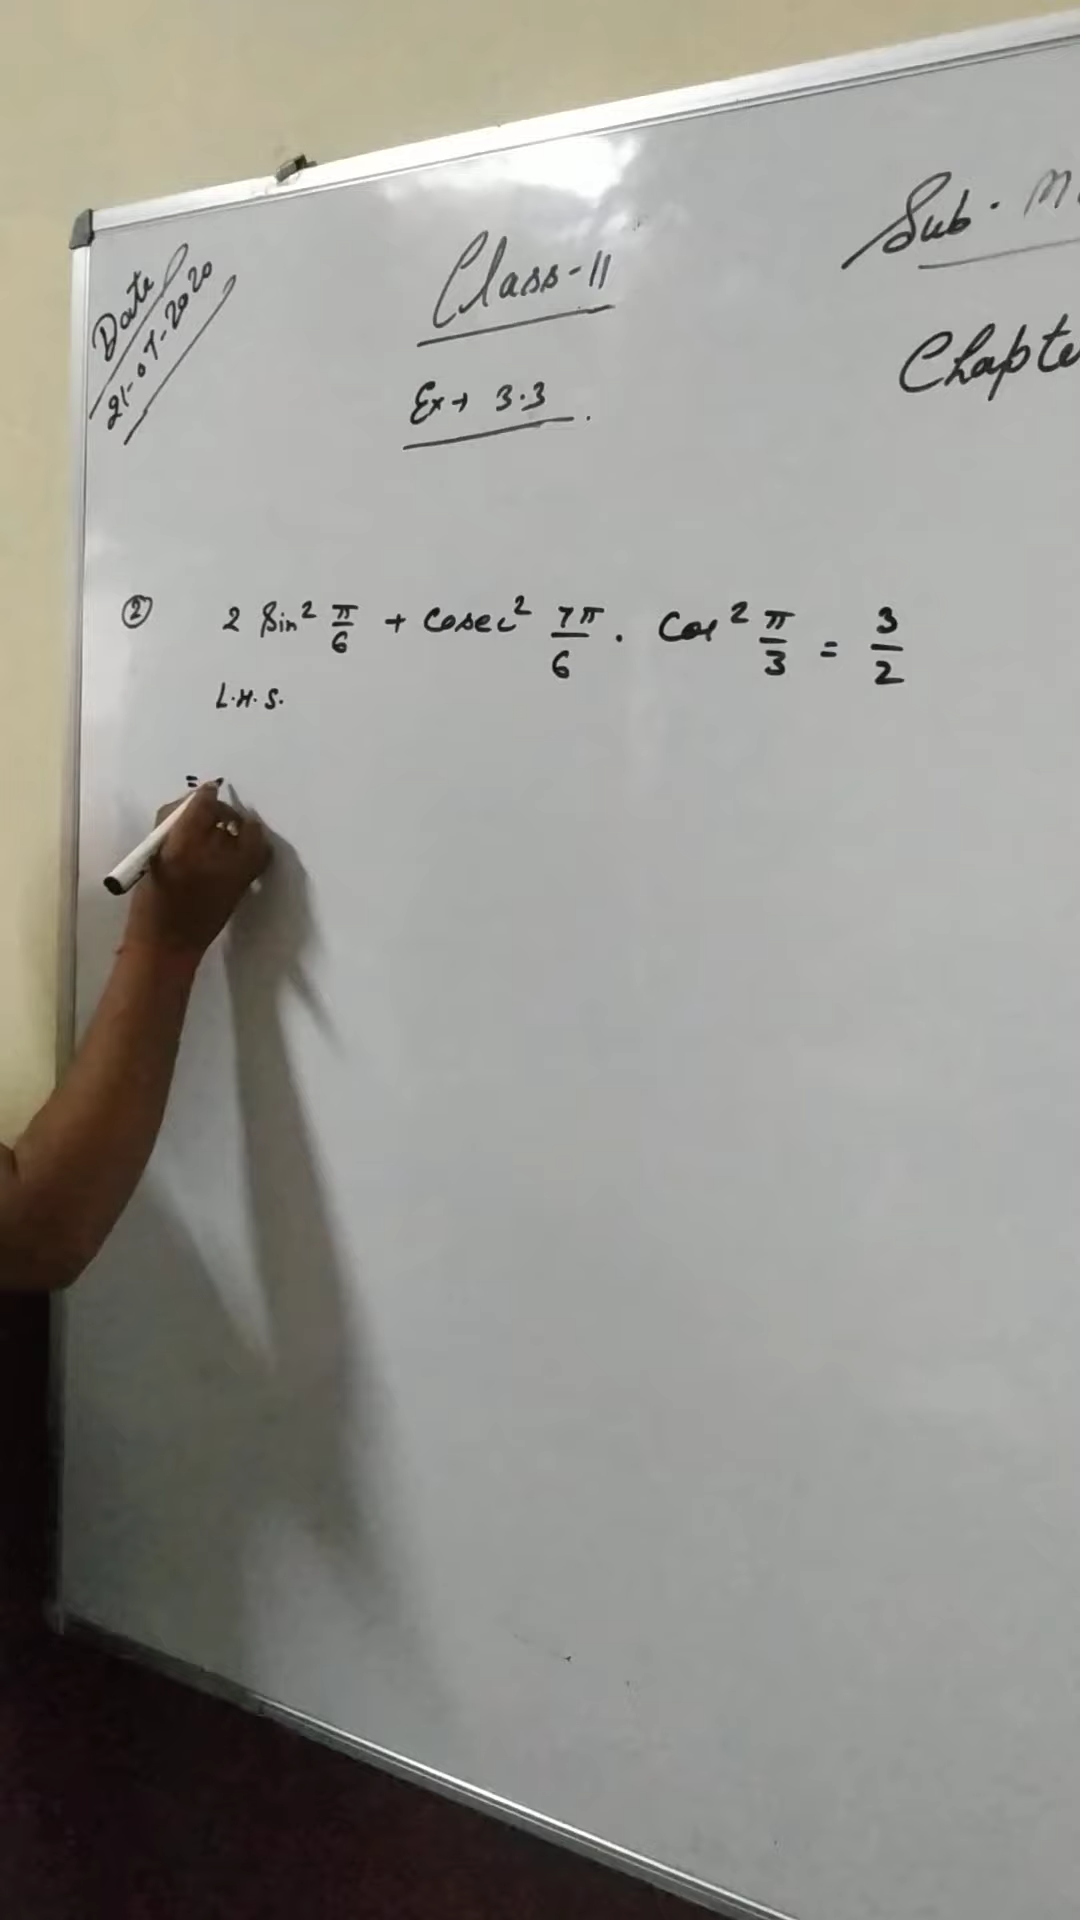 Date
21-07-2020
Class-11
Ex→ 3.3
Sub. M
Chapte
② 2 Sin² π/6 + Cosec² 7π/6 . Cos² π/3 = 3/2
L.H.S.
=